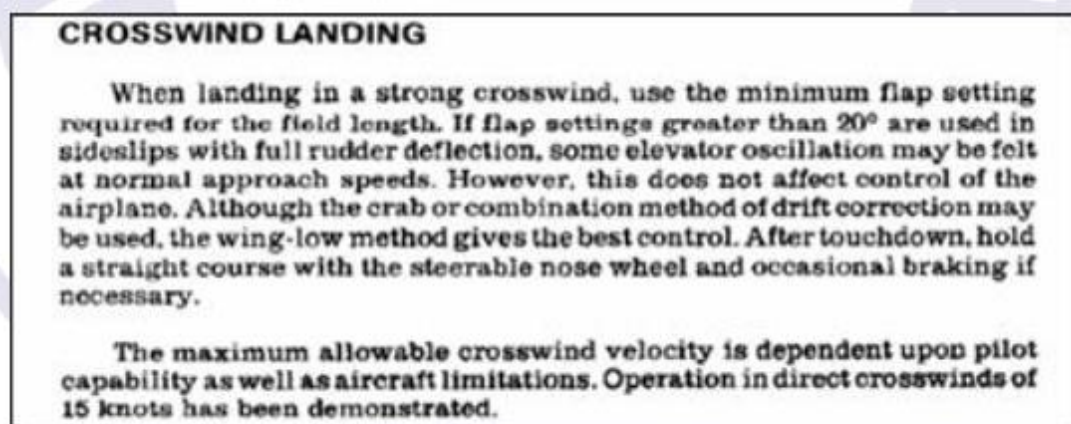 CROSSWIND LANDING
When landing in a strong crosswind, use the minimum flap setting
required for the field length. If flap settings greater than 20° are used in
sideslips with full rudder deflection, some elevator oscillation may be felt
at normal approach speeds. However, this does not affect control of the
airplane. Although the crab or combination method of drift correction may
be used, the wing-low method gives the best control. After touchdown, hold
a straight course with the steerable nose wheel and occasional braking if
necessary.
The maximum allowable crosswind velocity is dependent upon pilot
capability as well as aircraft limitations. Operation in direct crosswinds of
15 knots has been demonstrated.